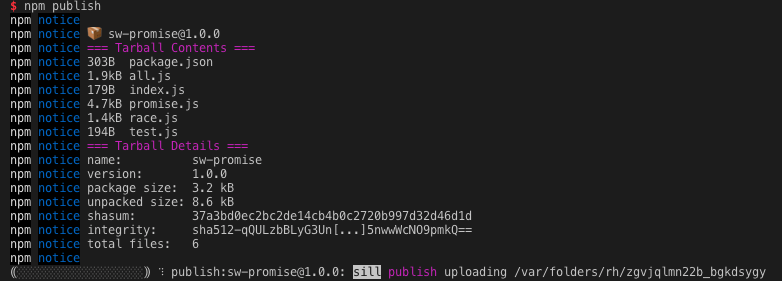 $ npm publish
npm notice
npm notice 📦 sw-promise@1.0.0
npm notice === Tarball Contents ===
npm notice 303B package.json
npm notice 1.9kB all.js
npm notice 179B index.js
npm notice 4.7kB promise.js
npm notice 1.4kB race.js
npm notice 194B test.js
npm notice === Tarball Details ===
npm notice name: sw-promise
npm notice version: 1.0.0
npm notice package size: 3.2 kB
npm notice unpacked size: 8.6 kB
npm notice shasum: 37a3bd0ec2bc2de14cb4b0c2720b997d32d46d1d
npm notice integrity: sha512-qQULzbBLyG3Un[...]5nwwWcNO9pmkQ==
npm notice total files: 6
npm notice
((░░░░░░░░░░░░░░░░░░)) ⠹ publish:sw-promise@1.0.0: sill publish uploading /var/folders/rh/zgvjqlmn22b_bgkdsygy